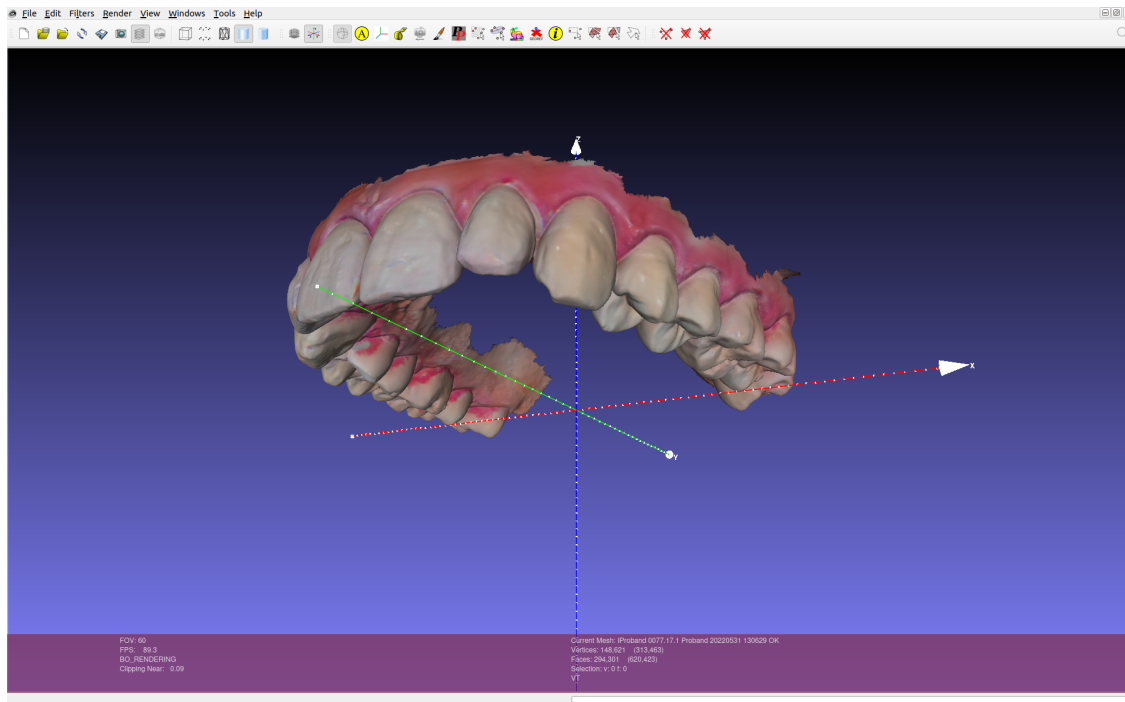 File Edit Filters Render View Windows Tools Help
A
i
Z
X
Y
FOV: 60
FPS: 89.3
BO_RENDERING
Clipping Near: 0.09
Current Mesh: IProband 0077.17.1 Proband 20220531 130629 OK
Vertices: 148,621 (313,463)
Faces: 294,301 (620,423)
Selection: v: 0 f: 0
VT